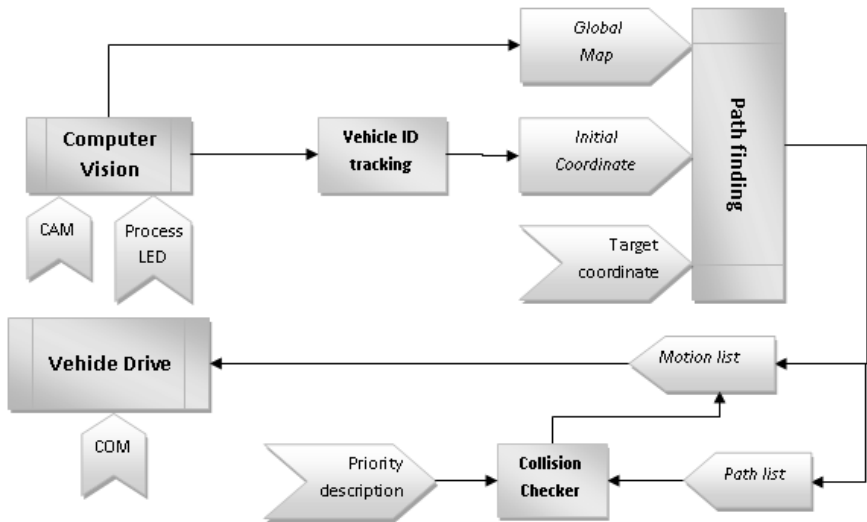 Global
Map
Computer
Vision
Vehicle ID
tracking
Initial
Coordinate
Path finding
CAM
Process
LED
Target
coordinate
Vehicle Drive
Motion list
COM
Priority
description
Collision
Checker
Path list